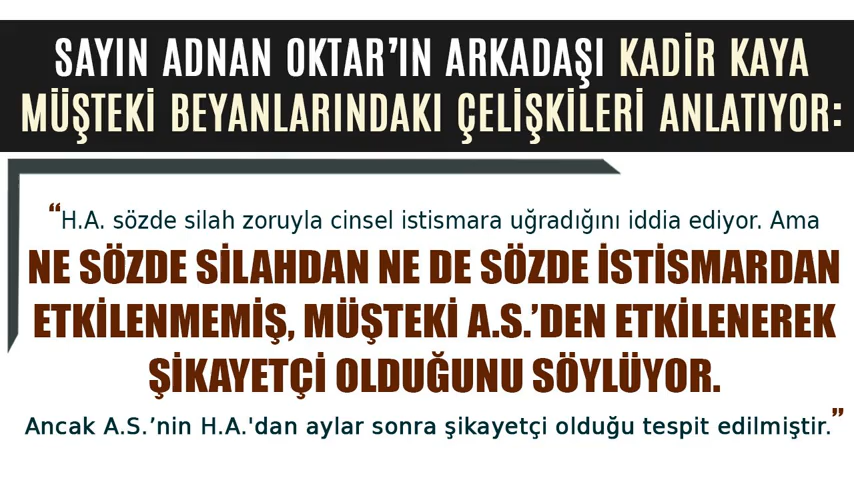 SAYIN ADNAN OKTAR’IN ARKADAŞI KADİR KAYA
MÜŞTEKİ BEYANLARINDAKI ÇELİŞKİLERİ ANLATIYOR:
“H.A. sözde silah zoruyla cinsel istismara uğradığını iddia ediyor. Ama
NE SÖZDE SİLAHDAN NE DE SÖZDE İSTİSMARDAN
ETKİLENMEMİŞ, MÜŞTEKİ A.S.’DEN ETKİLENEREK
ŞİKAYETÇİ OLDUĞUNU SÖYLÜYOR.
Ancak A.S.’nin H.A.'dan aylar sonra şikayetçi olduğu tespit edilmiştir.”